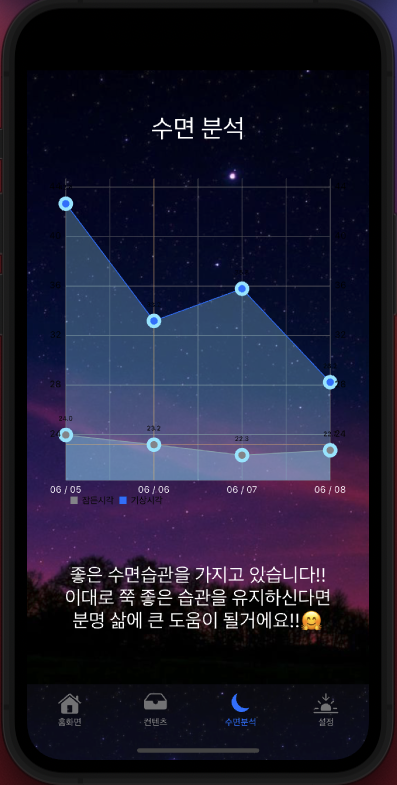 수면 분석
36
28
24.0
23.2
22.3
24
06 / 05
06 / 06
06 / 07
06 / 08
잠든시각 기상시각
좋은 수면습관을 가지고 있습니다!!
이대로 쭉 좋은 습관을 유지하신다면
분명 삶에 큰 도움이 될거에요!!🤗
홈화면
컨텐츠
수면분석
설정